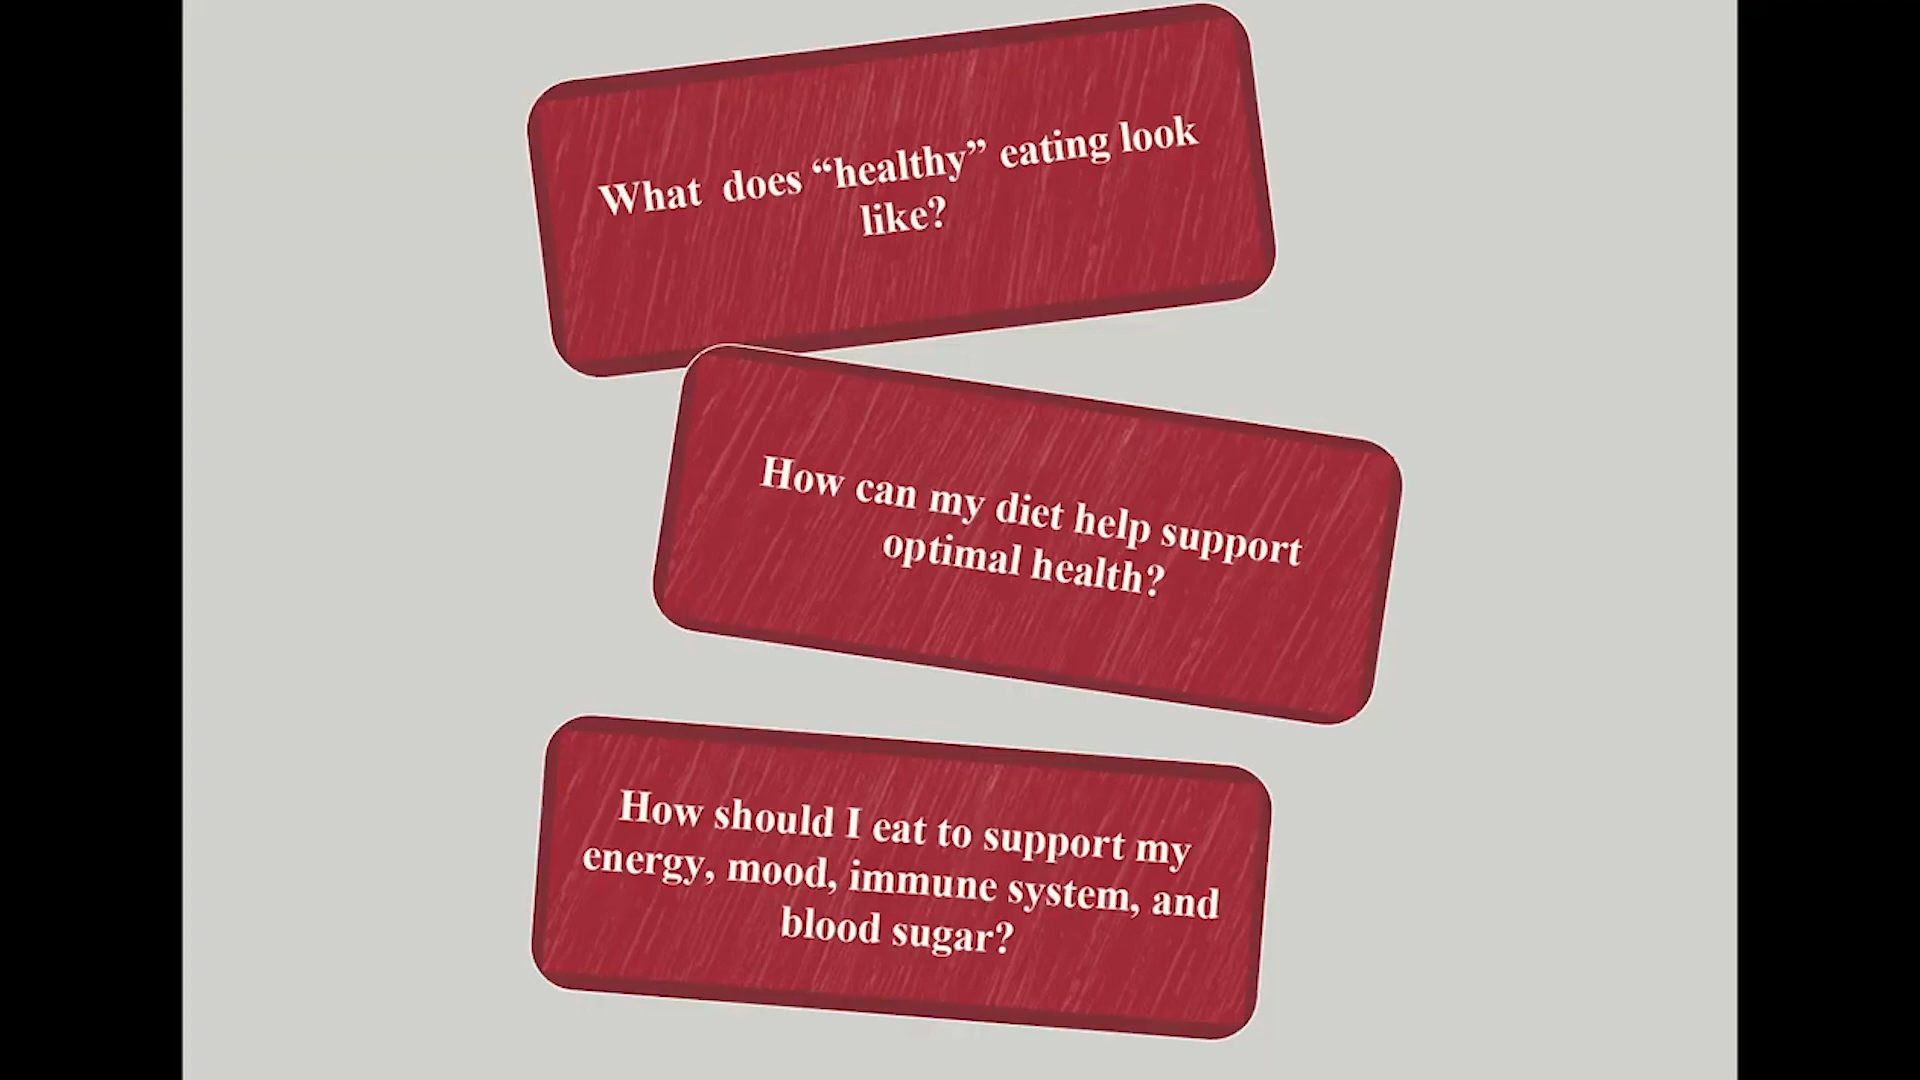 What does “healthy” eating look
like?
How can my diet help support
optimal health?
How should I eat to support my
energy, mood, immune system, and
blood sugar?